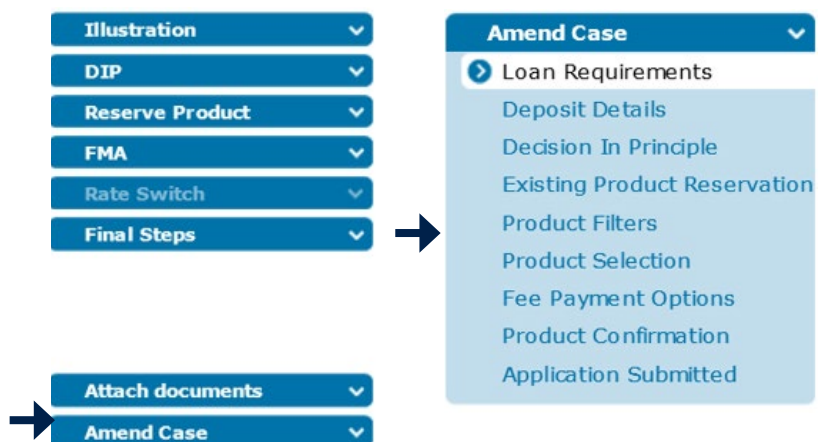 Illustration
DIP
Reserve Product
FMA
Rate Switch
Final Steps
Attach documents
Amend Case
Amend Case
Loan Requirements
Deposit Details
Decision In Principle
Existing Product Reservation
Product Filters
Product Selection
Fee Payment Options
Product Confirmation
Application Submitted